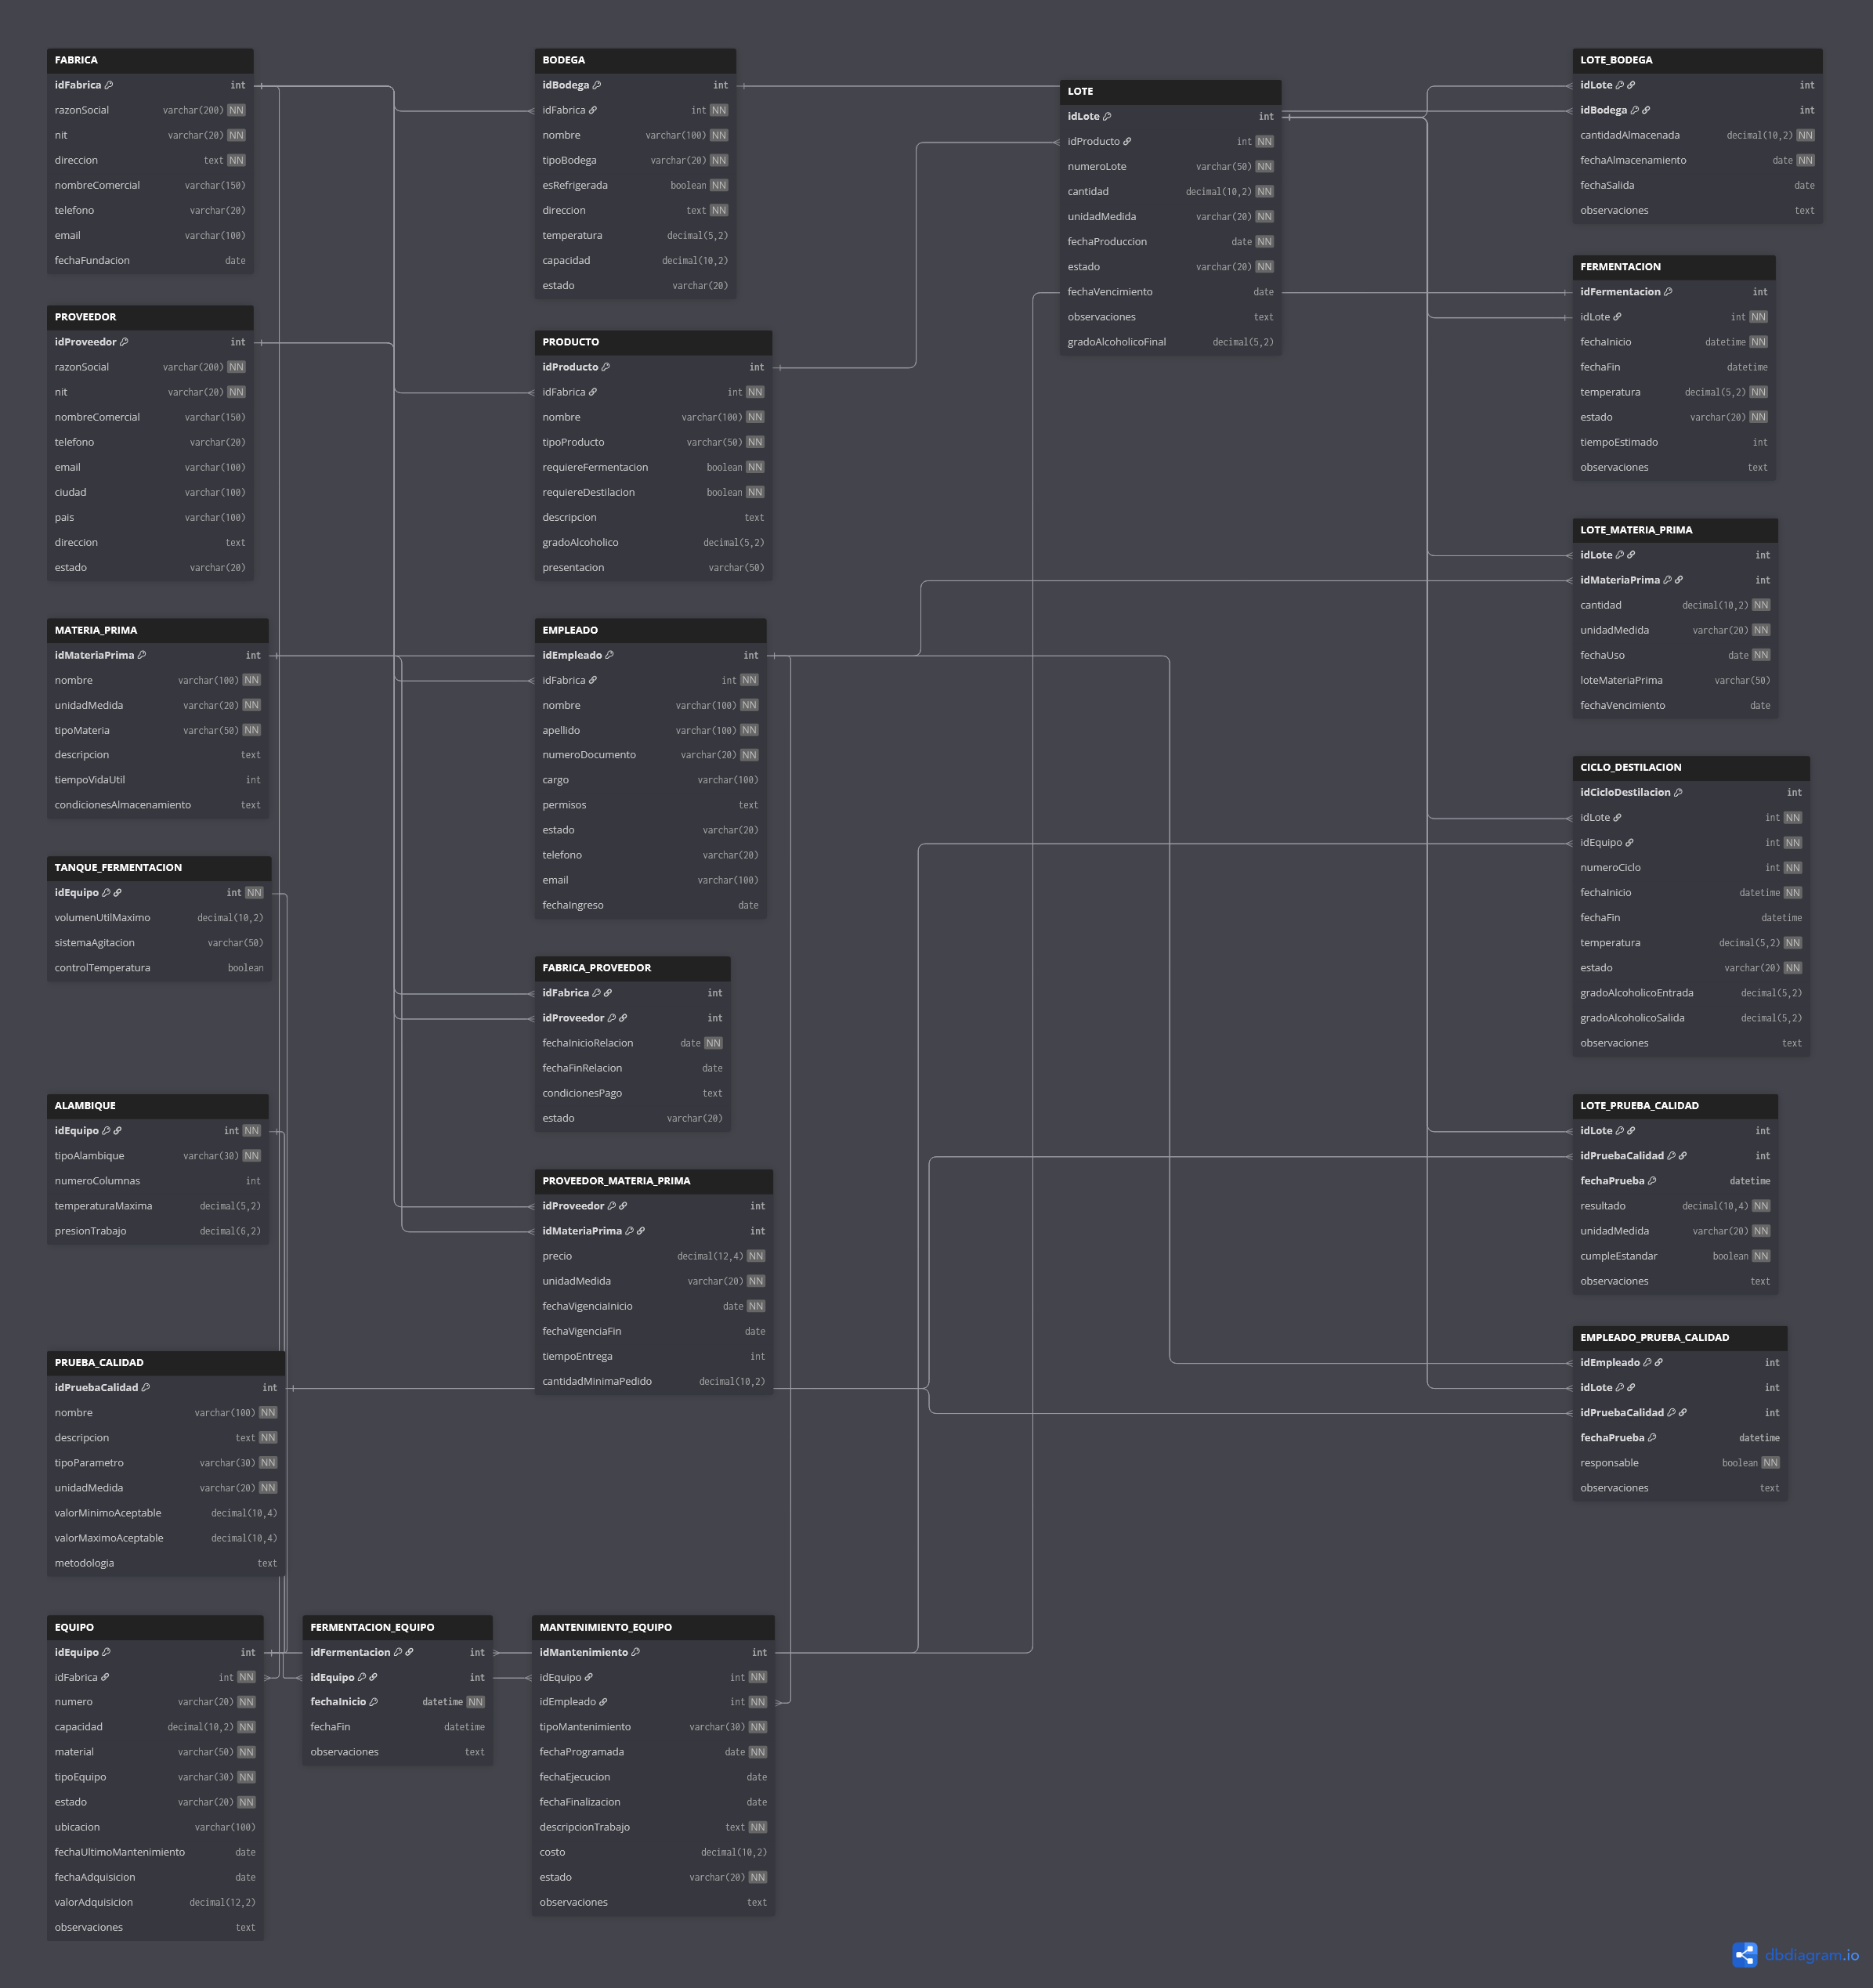 FABRICA
idFabrica int
razonSocial varchar(200) NN
nit varchar(20) NN
direccion text NN
nombreComercial varchar(150)
telefono varchar(20)
email varchar(100)
fechaFundacion date
PROVEEDOR
idProveedor int
razonSocial varchar(200) NN
nit varchar(20) NN
nombreComercial varchar(150)
telefono varchar(20)
email varchar(100)
ciudad varchar(100)
pais varchar(100)
direccion text
estado varchar(20)
MATERIA_PRIMA
idMateriaPrima int
nombre varchar(100) NN
unidadMedida varchar(20) NN
tipoMateria varchar(50) NN
descripcion text
tiempoVidaUtil int
condicionesAlmacenamiento text
TANQUE_FERMENTACION
idEquipo int NN
volumenUtilMaximo decimal(10,2)
sistemaAgitacion varchar(50)
controlTemperatura boolean
ALAMBIQUE
idEquipo int NN
tipoAlambique varchar(30) NN
numeroColumnas int
temperaturaMaxima decimal(5,2)
presionTrabajo decimal(6,2)
PRUEBA_CALIDAD
idPruebaCalidad int
nombre varchar(100) NN
descripcion text NN
tipoParametro varchar(30) NN
unidadMedida varchar(20) NN
valorMinimoAceptable decimal(10,4)
valorMaximoAceptable decimal(10,4)
metodologia text
EQUIPO
idEquipo int
idFabrica int NN
numero varchar(20) NN
capacidad decimal(10,2) NN
material varchar(50) NN
tipoEquipo varchar(30) NN
estado varchar(20) NN
ubicacion varchar(100)
fechaUltimoMantenimiento date
fechaAdquisicion date
valorAdquisicion decimal(12,2)
observaciones text
FERMENTACION_EQUIPO
idFermentacion int
idEquipo int
fechaInicio datetime NN
fechaFin datetime
observaciones text
BODEGA
idBodega int
idFabrica int NN
nombre varchar(100) NN
tipoBodega varchar(20) NN
esRefrigerada boolean NN
direccion text NN
temperatura decimal(5,2)
capacidad decimal(10,2)
estado varchar(20)
PRODUCTO
idProducto int
idFabrica int NN
nombre varchar(100) NN
tipoProducto varchar(50) NN
requiereFermentacion boolean NN
requiereDestilacion boolean NN
descripcion text
gradoAlcoholico decimal(5,2)
presentacion varchar(50)
EMPLEADO
idEmpleado int
idFabrica int NN
nombre varchar(100) NN
apellido varchar(100) NN
numeroDocumento varchar(20) NN
cargo varchar(100)
permisos text
estado varchar(20)
telefono varchar(20)
email varchar(100)
fechaIngreso date
FABRICA_PROVEEDOR
idFabrica int
idProveedor int
fechaInicioRelacion date NN
fechaFinRelacion date
condicionesPago text
estado varchar(20)
PROVEEDOR_MATERIA_PRIMA
idProveedor int
idMateriaPrima int
precio decimal(12,4) NN
unidadMedida varchar(20) NN
fechaVigenciaInicio date NN
fechaVigenciaFin date
tiempoEntrega int
cantidadMinimaPedido decimal(10,2)
MANTENIMIENTO_EQUIPO
idMantenimiento int
idEquipo int NN
idEmpleado int NN
tipoMantenimiento varchar(30) NN
fechaProgramada date NN
fechaEjecucion date
fechaFinalizacion date
descripcionTrabajo text NN
costo decimal(10,2)
estado varchar(20) NN
observaciones text
LOTE
idLote int
idProducto int NN
numeroLote varchar(50) NN
cantidad decimal(10,2) NN
unidadMedida varchar(20) NN
fechaProduccion date NN
estado varchar(20) NN
fechaVencimiento date
observaciones text
gradoAlcoholicoFinal decimal(5,2)
LOTE_BODEGA
idLote int
idBodega int
cantidadAlmacenada decimal(10,2) NN
fechaAlmacenamiento date NN
fechaSalida date
observaciones text
FERMENTACION
idFermentacion int
idLote int NN
fechaInicio datetime NN
fechaFin datetime
temperatura decimal(5,2) NN
estado varchar(20) NN
tiempoEstimado int
observaciones text
LOTE_MATERIA_PRIMA
idLote int
idMateriaPrima int
cantidad decimal(10,2) NN
unidadMedida varchar(20) NN
fechaUso date NN
loteMateriaPrima varchar(50)
fechaVencimiento date
CICLO_DESTILACION
idCicloDestilacion int
idLote int NN
idEquipo int NN
numeroCiclo int NN
fechaInicio datetime NN
fechaFin datetime
temperatura decimal(5,2) NN
estado varchar(20) NN
gradoAlcoholicoEntrada decimal(5,2)
gradoAlcoholicoSalida decimal(5,2)
observaciones text
LOTE_PRUEBA_CALIDAD
idLote int
idPruebaCalidad int
fechaPrueba datetime
resultado decimal(10,4) NN
unidadMedida varchar(20) NN
cumpleEstandar boolean NN
observaciones text
EMPLEADO_PRUEBA_CALIDAD
idEmpleado int
idLote int
idPruebaCalidad int
fechaPrueba datetime
responsable boolean NN
observaciones text
dbdiagram.io